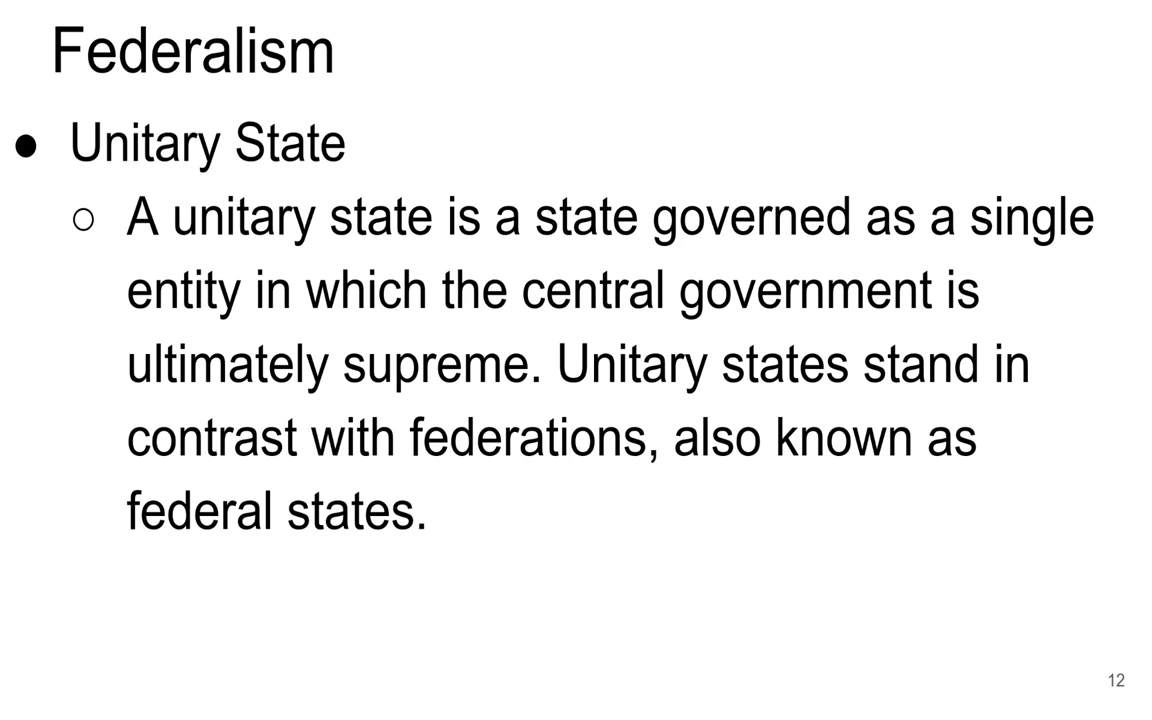 Federalism
● Unitary State
○ A unitary state is a state governed as a single
entity in which the central government is
ultimately supreme. Unitary states stand in
contrast with federations, also known as
federal states.
12